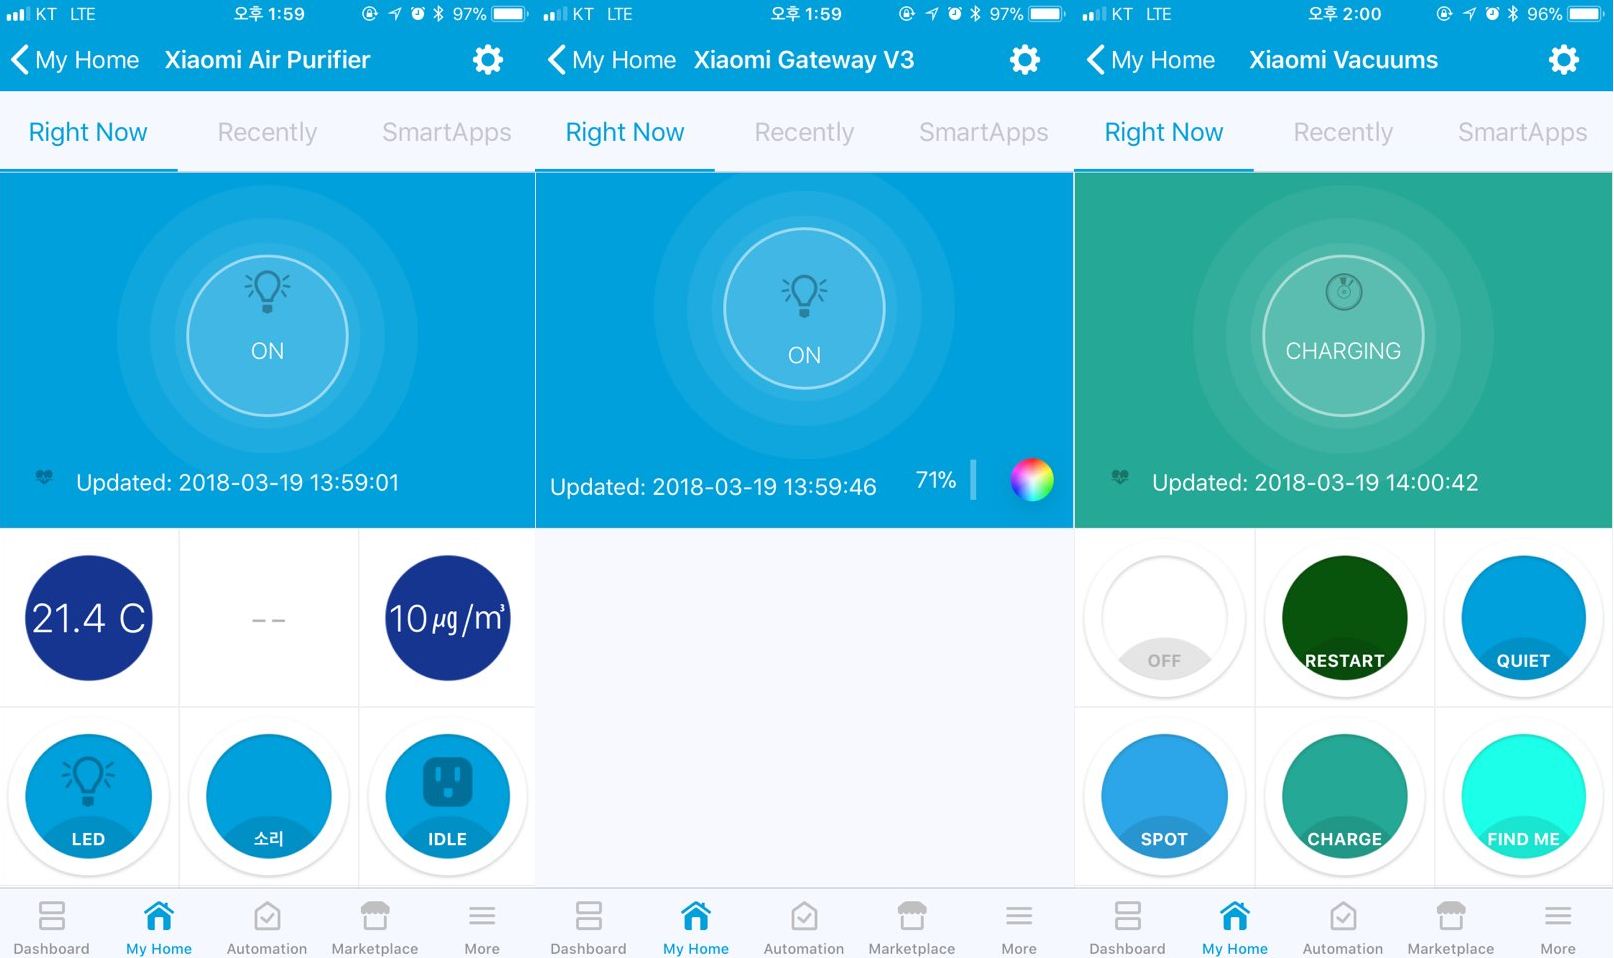 KT LTE 오후 1:59 97%
My Home Xiaomi Air Purifier
Right Now Recently SmartApps
ON
Updated: 2018-03-19 13:59:01
21.4 C -- 10㎍/㎥
LED 소리 IDLE
Dashboard My Home Automation Marketplace More
KT LTE 오후 1:59 97%
My Home Xiaomi Gateway V3
Right Now Recently SmartApps
ON
Updated: 2018-03-19 13:59:46 71%
Dashboard My Home Automation Marketplace More
KT LTE 오후 2:00 96%
My Home Xiaomi Vacuums
Right Now Recently SmartApps
CHARGING
Updated: 2018-03-19 14:00:42
OFF RESTART QUIET
SPOT CHARGE FIND ME
Dashboard My Home Automation Marketplace More